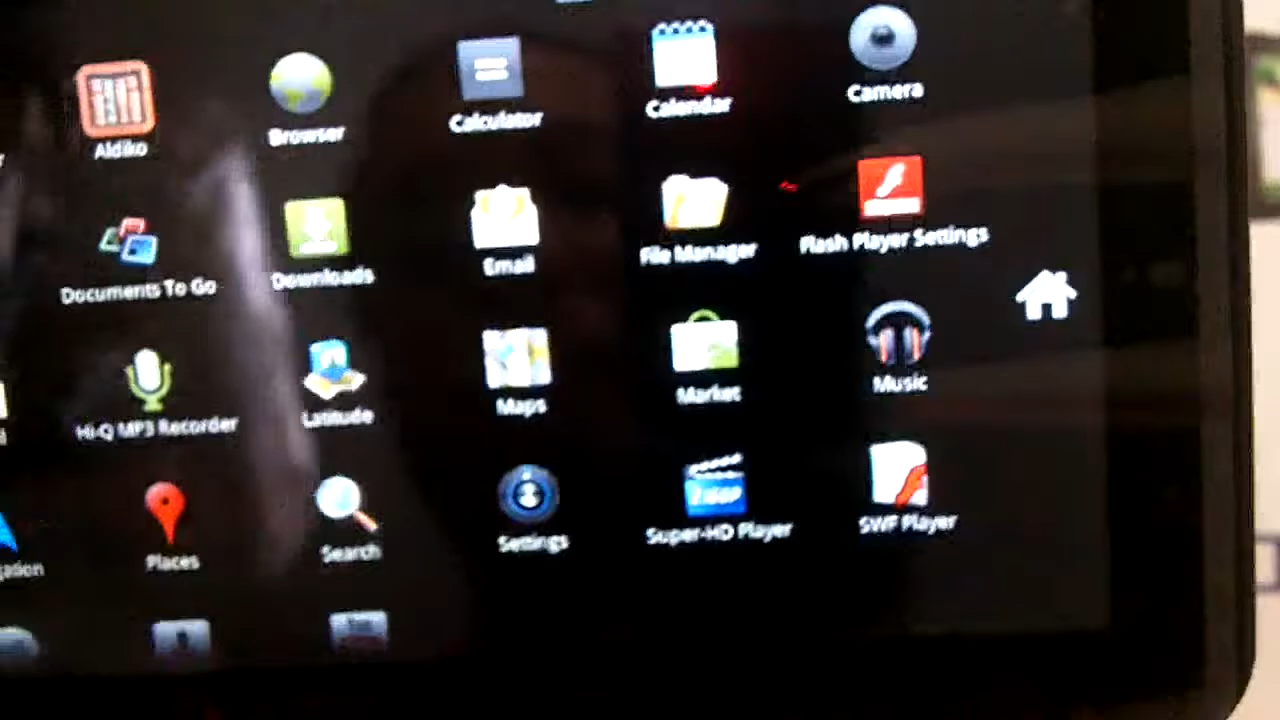 Aldiko
Browser
Calculator
Calendar
Camera
Documents To Go
Downloads
Email
File Manager
Flash Player Settings
Hi-Q MP3 Recorder
Latitude
Maps
Market
Music
gation
Places
Search
Settings
Super-HD Player
SWF Player